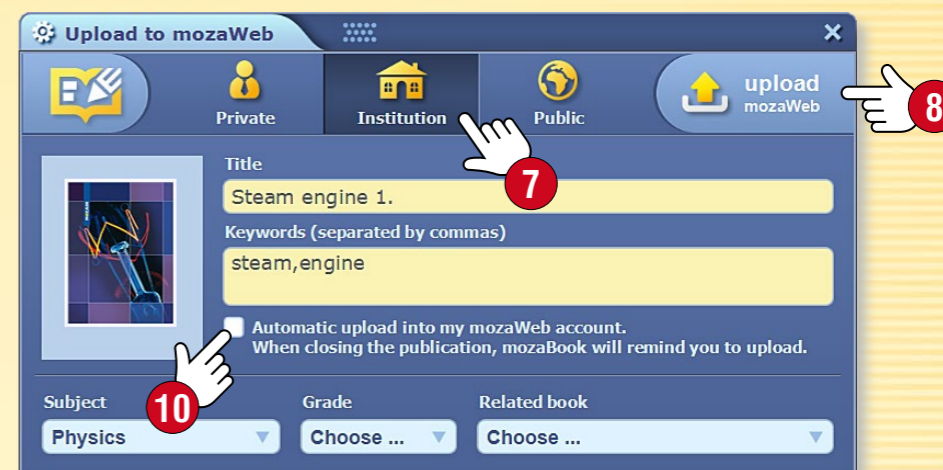 Upload to mozaWeb
Private
Institution
Public
upload
mozaWeb
8
7
Title
Steam engine 1.
Keywords (separated by commas)
steam,engine
Automatic upload into my mozaWeb account.
When closing the publication, mozaBook will remind you to upload.
10
Subject
Grade
Related book
Physics
Choose ...
Choose ...